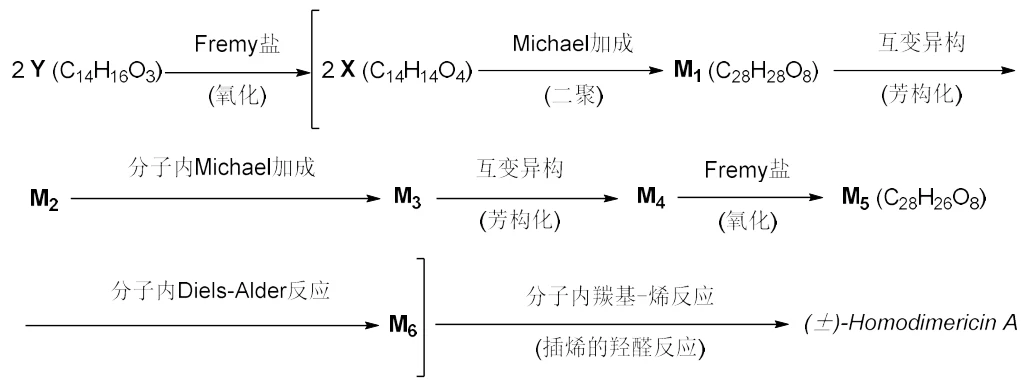 2 Y (C₁₄H₁₆O₃) Fremy盐 (氧化) 2 X (C₁₄H₁₄O₄) Michael加成 (二聚) M₁ (C₂₈H₂₈O₈) 互变异构 (芳构化)
M₂ 分子内Michael加成 M₃ 互变异构 (芳构化) M₄ Fremy盐 (氧化) M₅ (C₂₈H₂₆O₈)
分子内Diels-Alder反应 M₆ 分子内羰基-烯反应 (插烯的羟醛反应) (±)-Homodimericin A